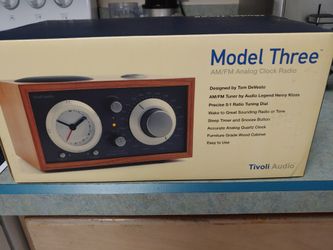 Model Three™
AM/FM Analog Clock Radio
Designed by Tom DeVesto
AM/FM Tuner by Audio Legend Henry Kloss
Precise 5:1 Ratio Tuning Dial
Wake to Great Sounding Radio or Tone
Sleep Timer and Snooze Button
Accurate Analog Quartz Clock
Furniture Grade Wood Cabinet
Easy to Use
Tivoli Audio